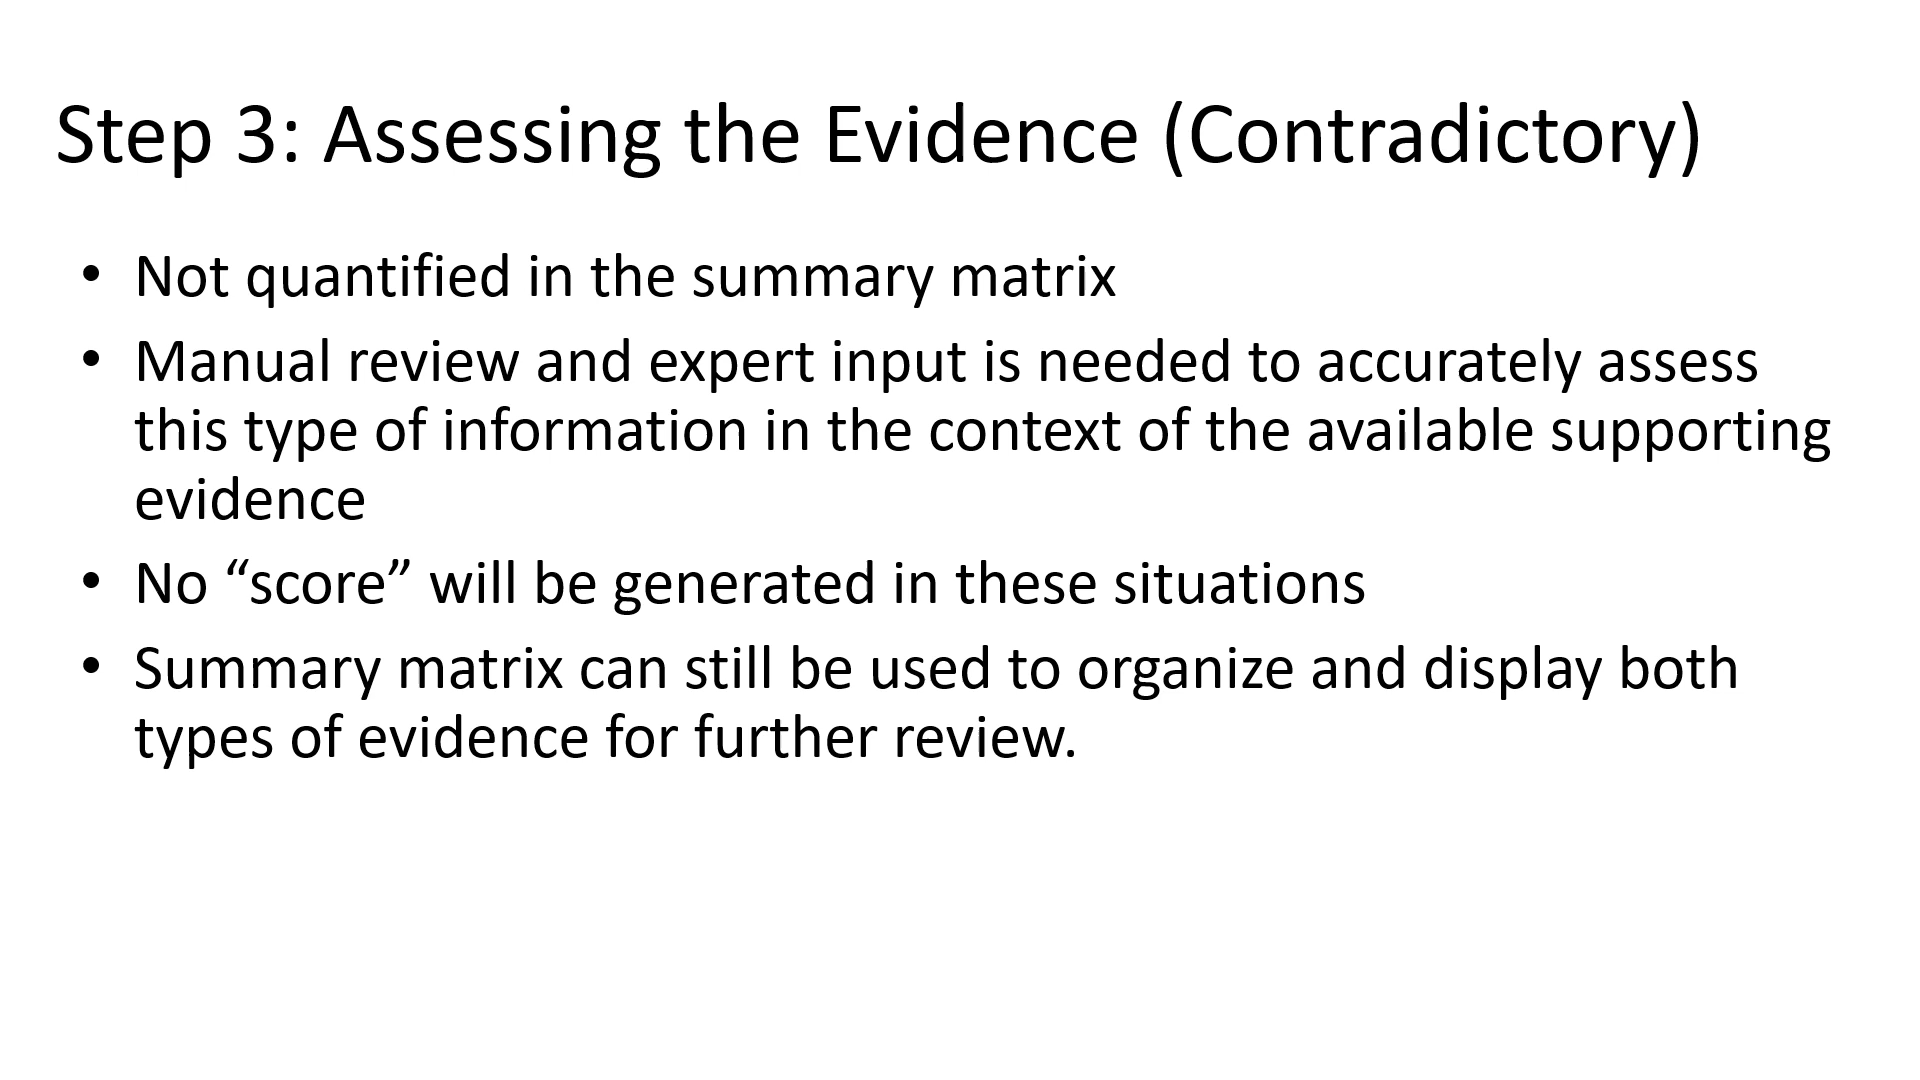 Step 3: Assessing the Evidence (Contradictory)
• Not quantified in the summary matrix
• Manual review and expert input is needed to accurately assess
this type of information in the context of the available supporting
evidence
• No “score” will be generated in these situations
• Summary matrix can still be used to organize and display both
types of evidence for further review.